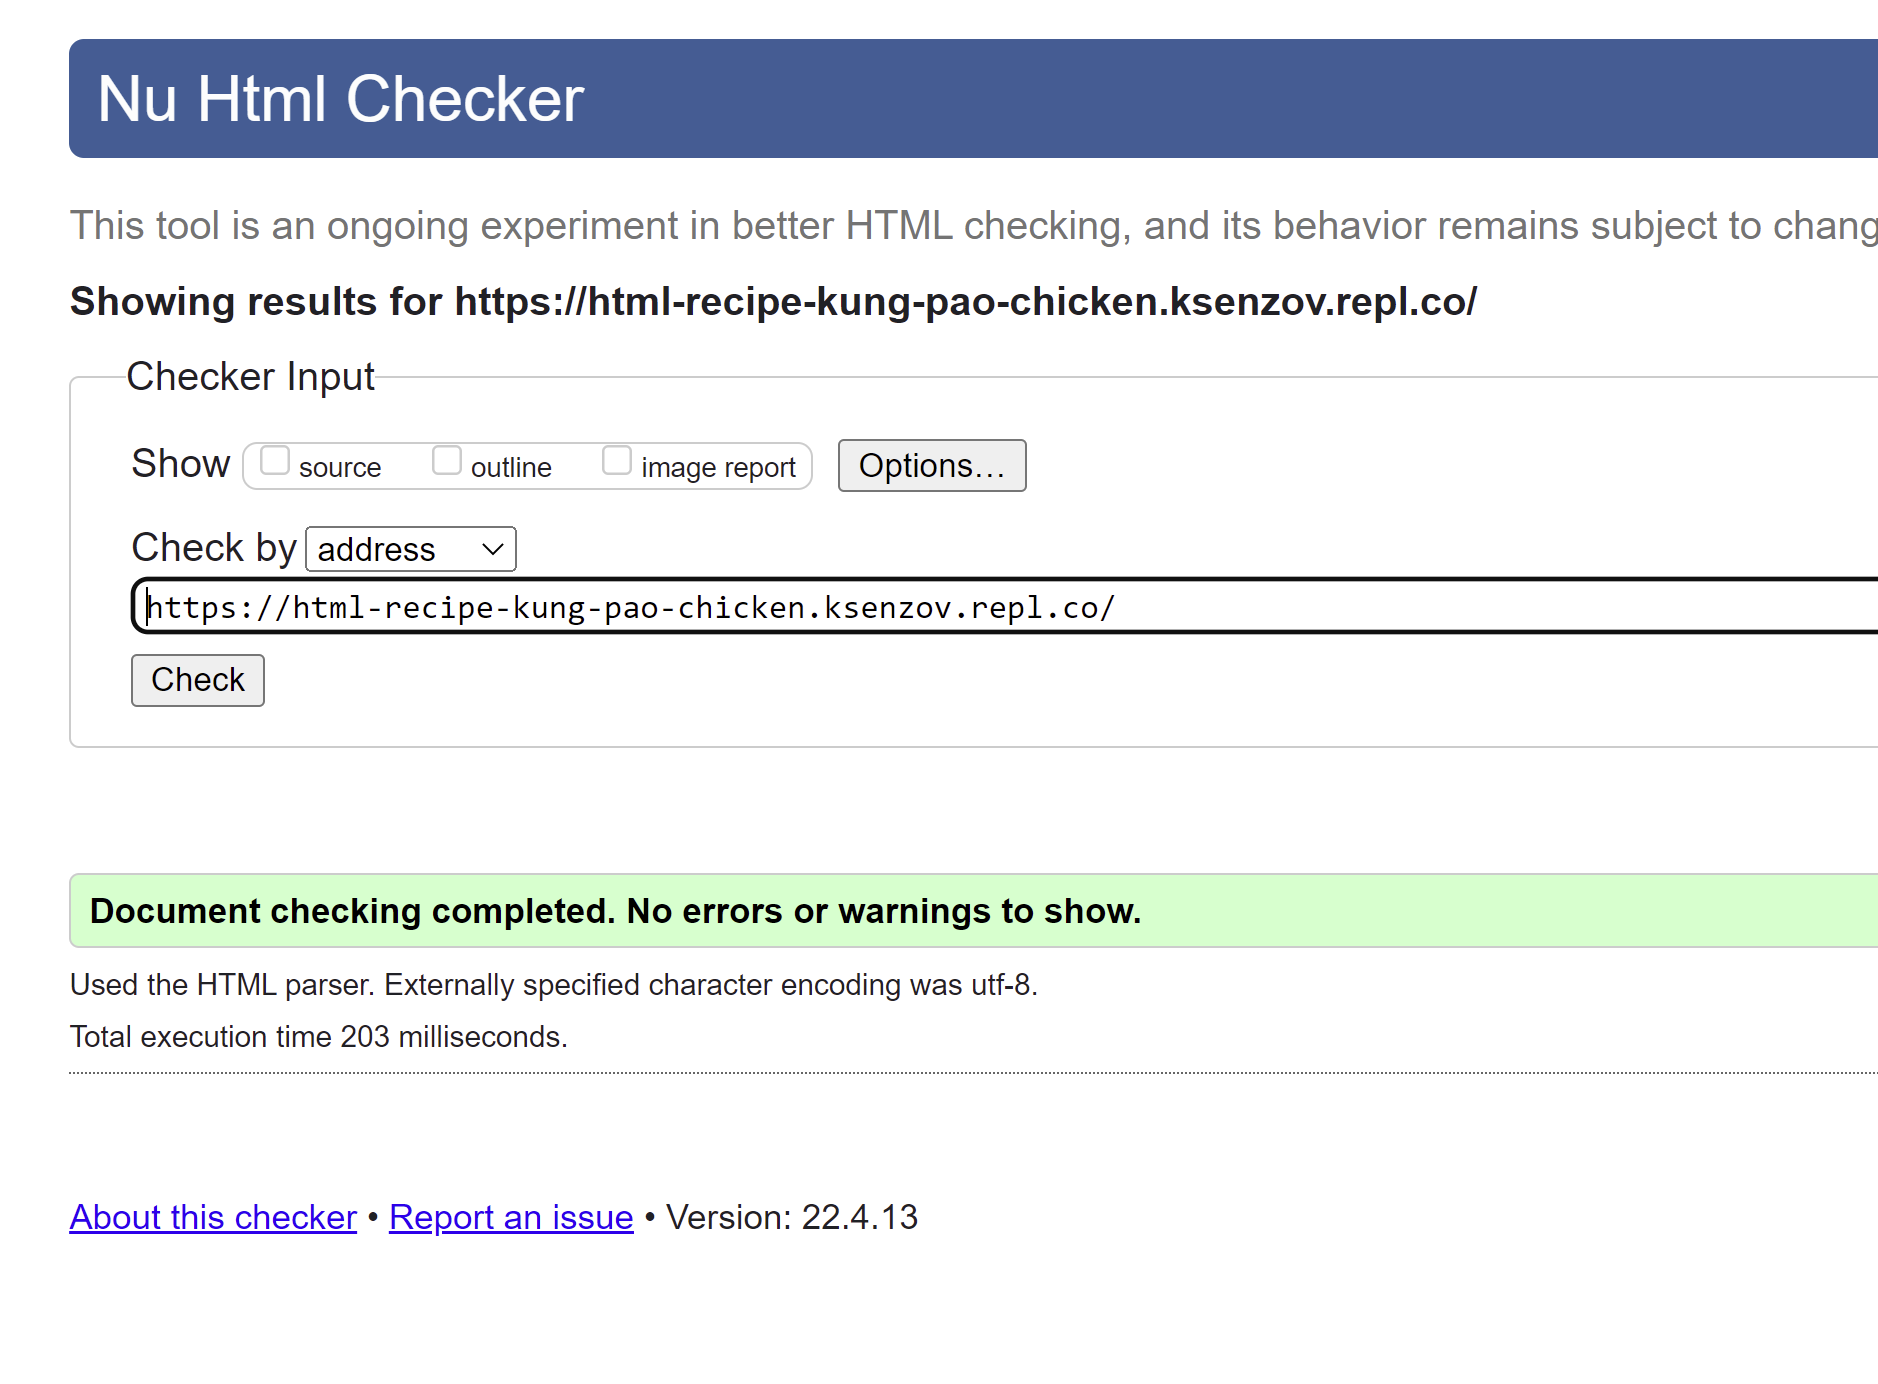 Nu Html Checker
This tool is an ongoing experiment in better HTML checking, and its behavior remains subject to chang
Showing results for https://html-recipe-kung-pao-chicken.ksenzov.repl.co/
Checker Input
Show source outline image report Options…
Check by address
https://html-recipe-kung-pao-chicken.ksenzov.repl.co/
Check
Document checking completed. No errors or warnings to show.
Used the HTML parser. Externally specified character encoding was utf-8.
Total execution time 203 milliseconds.
About this checker • Report an issue • Version: 22.4.13